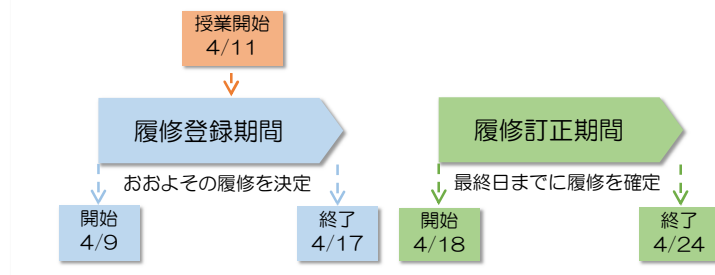 授業開始
4/11
履修登録期間
履修訂正期間
おおよその履修を決定
最終日までに履修を確定
開始
4/9
終了
4/17
開始
4/18
終了
4/24